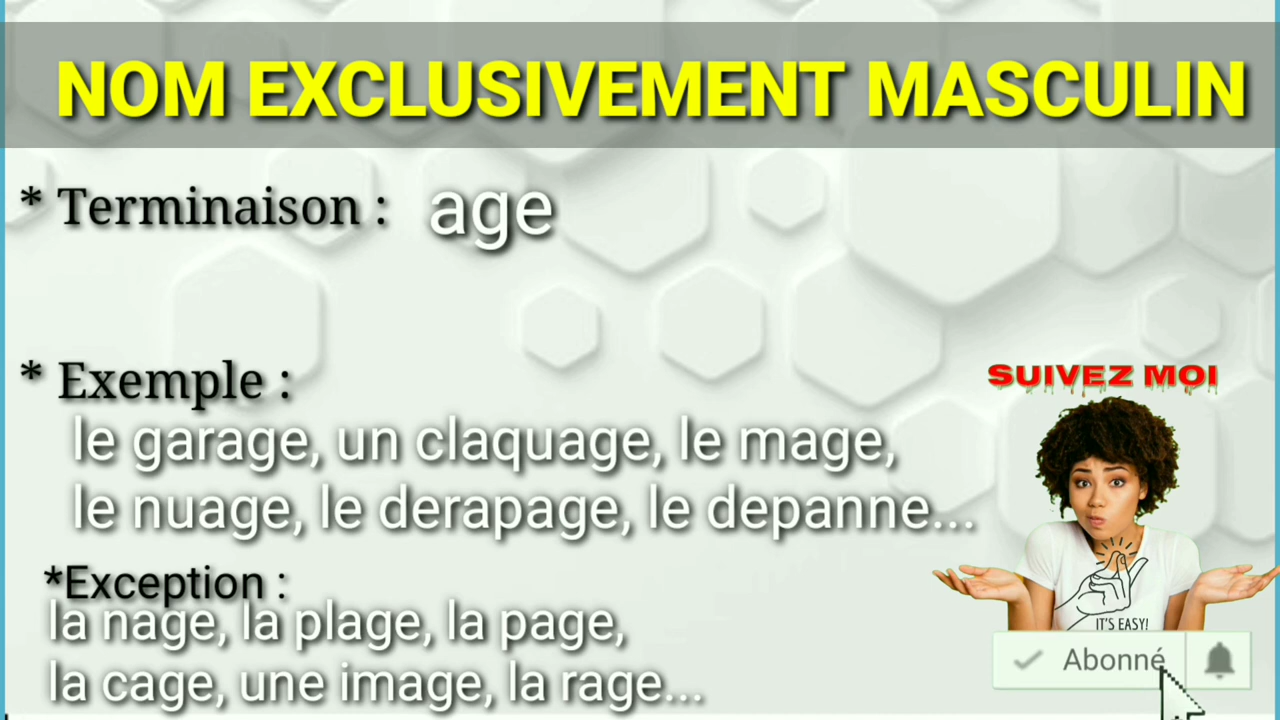 NOM EXCLUSIVEMENT MASCULIN
* Terminaison : age
* Exemple :
le garage, un claquage, le mage,
le nuage, le derapage, le depanne...
*Exception :
la nage, la plage, la page,
la cage, une image, la rage...
SUIVEZ MOI
IT'S EASY!
Abonné